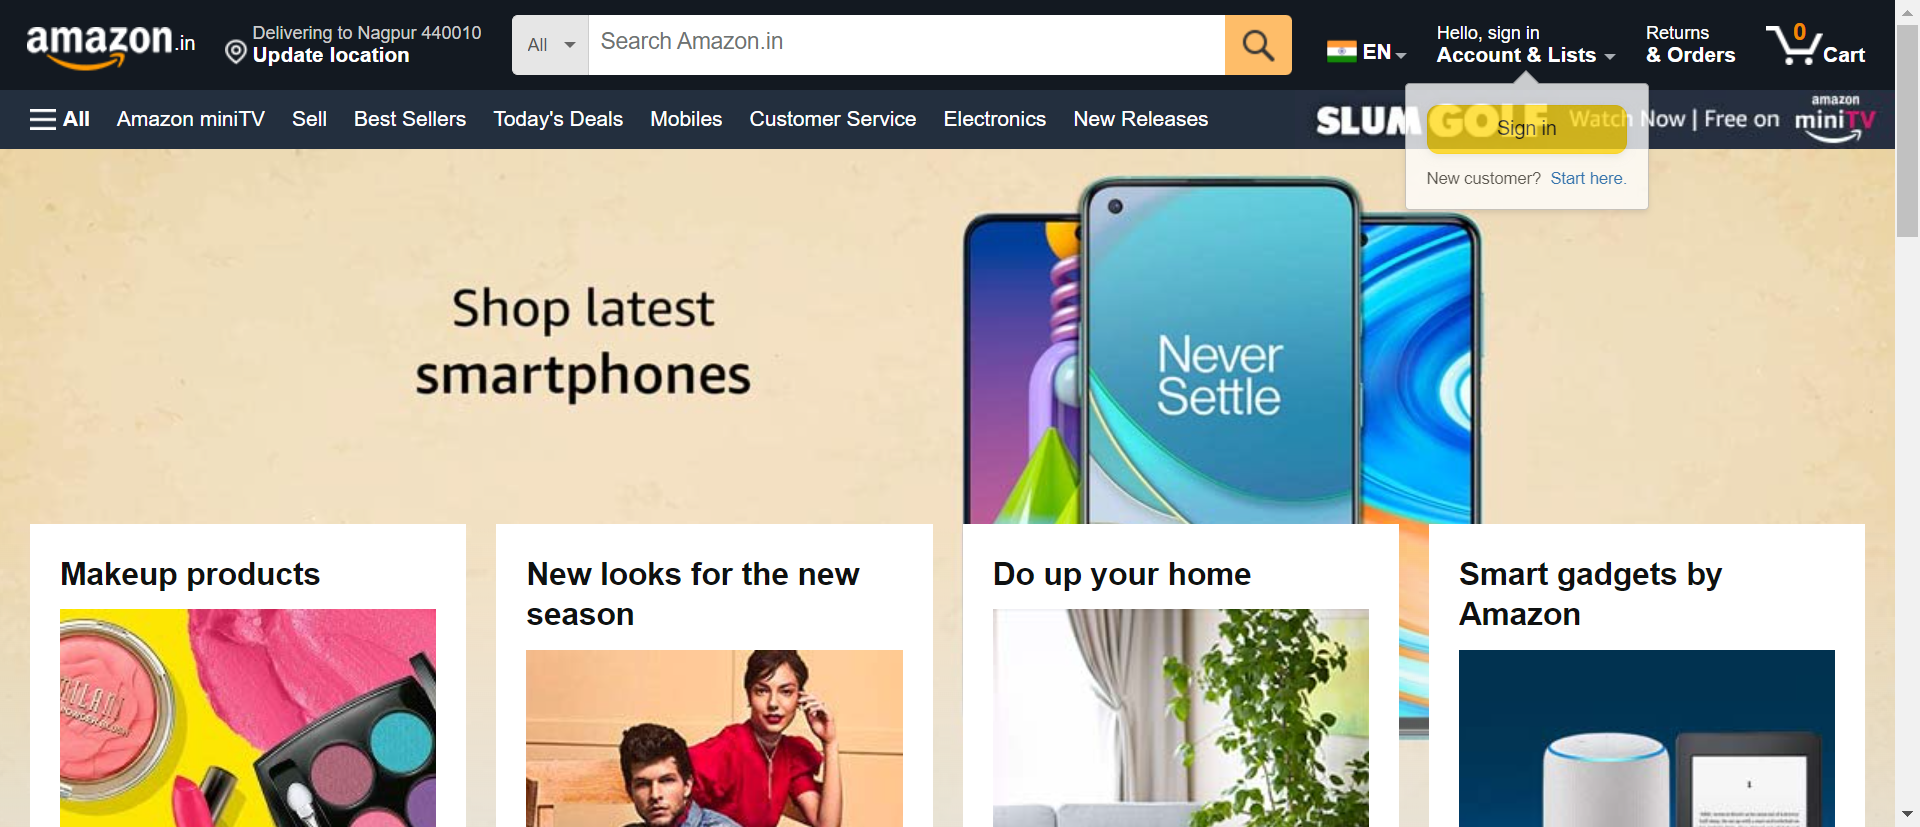 amazon.in
Delivering to Nagpur 440010
Update location
All
Search Amazon.in
EN
Hello, sign in
Account & Lists
Returns
& Orders
0
Cart
All
Amazon miniTV
Sell
Best Sellers
Today's Deals
Mobiles
Customer Service
Electronics
New Releases
SLUM GOLF
Watch Now | Free on
amazon
miniTV
Sign in
New customer? Start here.
Shop latest
smartphones
Never
Settle
Makeup products
New looks for the new
season
Do up your home
Smart gadgets by
Amazon
MILANI